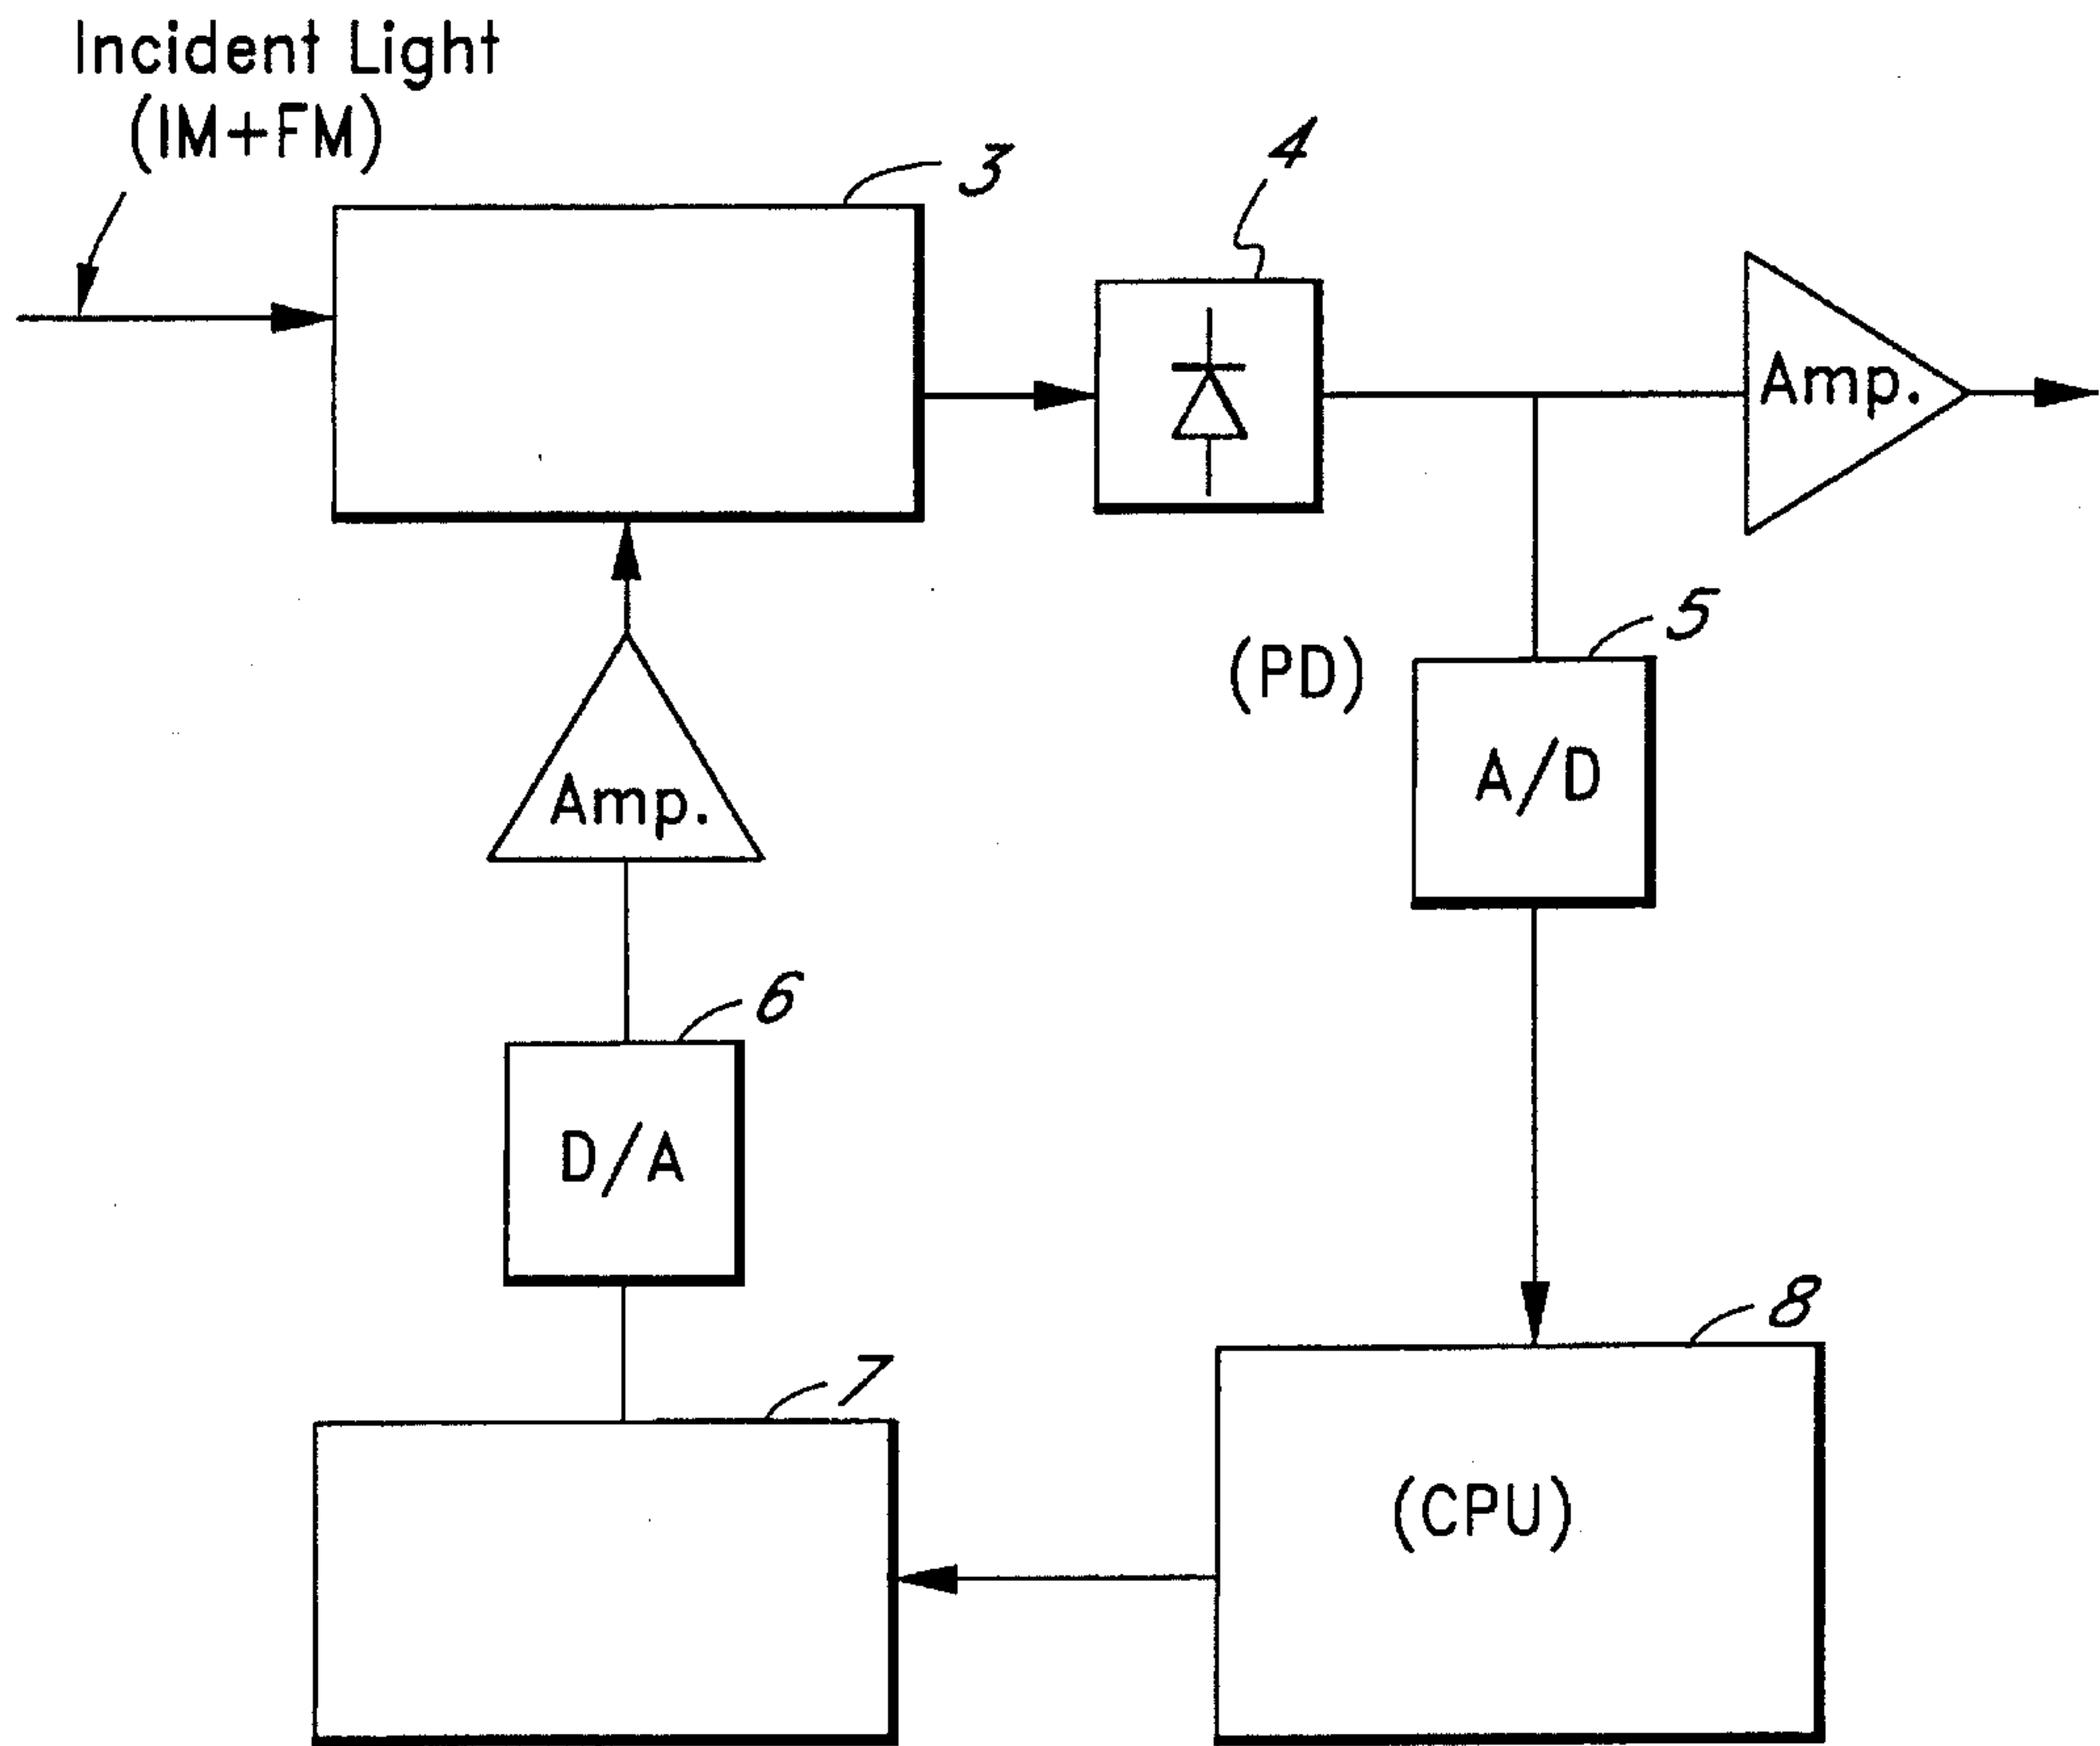 Incident Light
(IM+FM)
3
4
Amp.
5
(PD)
A/D
Amp.
6
D/A
7
8
(CPU)